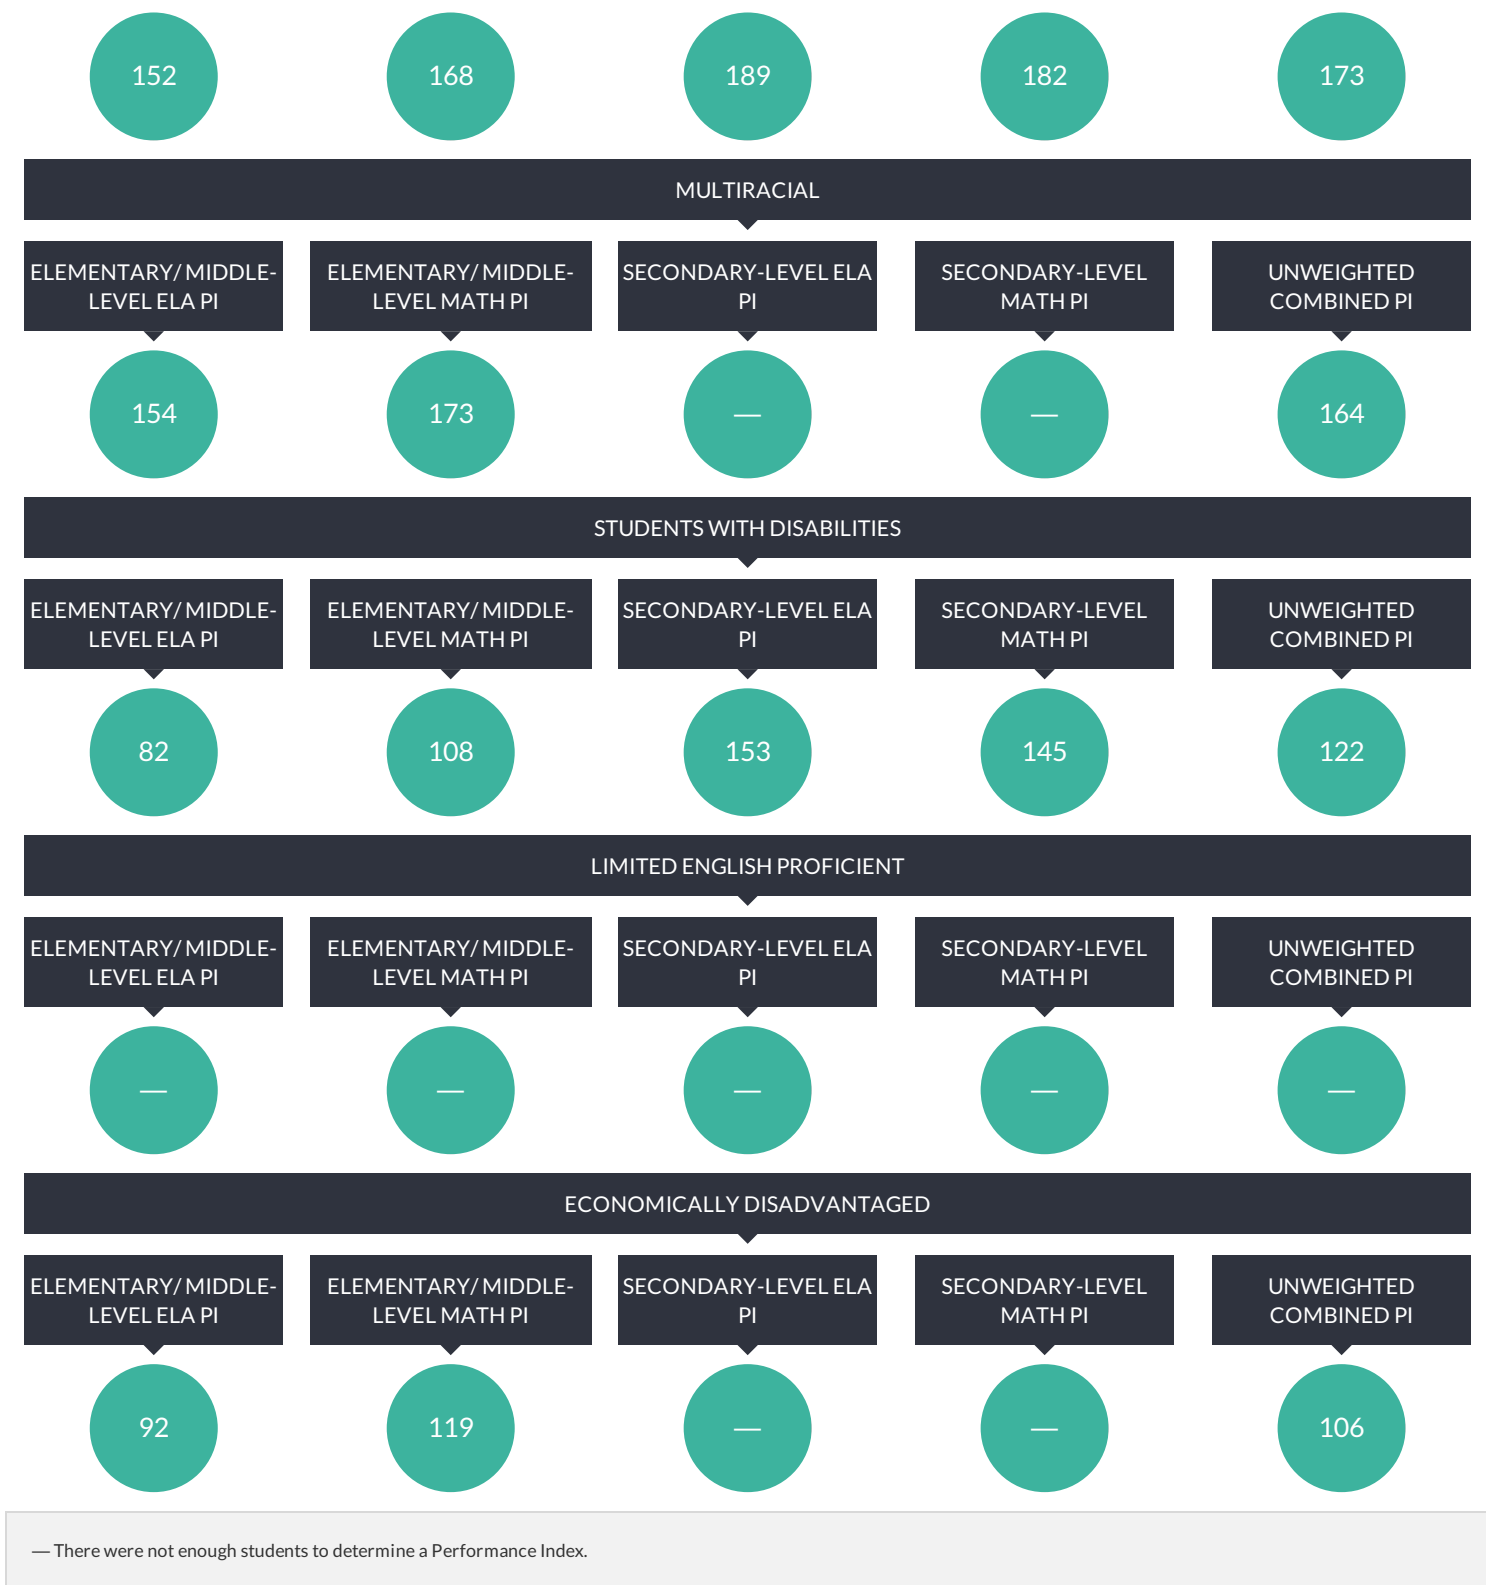 152 168 189 182 173
MULTIRACIAL
ELEMENTARY/ MIDDLE-
LEVEL ELA PI
ELEMENTARY/ MIDDLE-
LEVEL MATH PI
SECONDARY-LEVEL ELA
PI
SECONDARY-LEVEL
MATH PI
UNWEIGHTED
COMBINED PI
154 173 — — 164
STUDENTS WITH DISABILITIES
ELEMENTARY/ MIDDLE-
LEVEL ELA PI
ELEMENTARY/ MIDDLE-
LEVEL MATH PI
SECONDARY-LEVEL ELA
PI
SECONDARY-LEVEL
MATH PI
UNWEIGHTED
COMBINED PI
82 108 153 145 122
LIMITED ENGLISH PROFICIENT
ELEMENTARY/ MIDDLE-
LEVEL ELA PI
ELEMENTARY/ MIDDLE-
LEVEL MATH PI
SECONDARY-LEVEL ELA
PI
SECONDARY-LEVEL
MATH PI
UNWEIGHTED
COMBINED PI
— — — — —
ECONOMICALLY DISADVANTAGED
ELEMENTARY/ MIDDLE-
LEVEL ELA PI
ELEMENTARY/ MIDDLE-
LEVEL MATH PI
SECONDARY-LEVEL ELA
PI
SECONDARY-LEVEL
MATH PI
UNWEIGHTED
COMBINED PI
92 119 — — 106
— There were not enough students to determine a Performance Index.